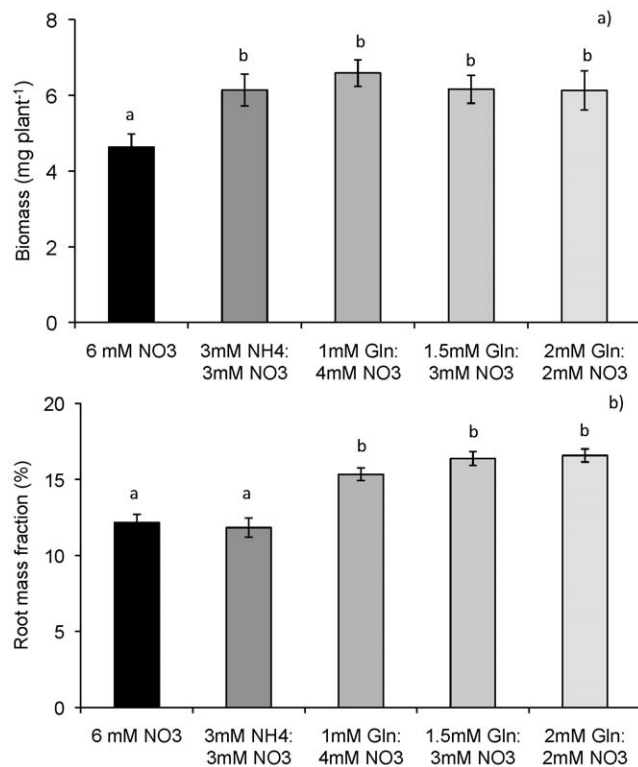 a)
8
6
4
2
0
Biomass (mg plant⁻¹)
a
b
b
b
b
6 mM NO3
3mM NH4:
3mM NO3
1mM Gln:
4mM NO3
1.5mM Gln:
3mM NO3
2mM Gln:
2mM NO3
b)
20
15
10
5
0
Root mass fraction (%)
a
a
b
b
b
6 mM NO3
3mM NH4:
3mM NO3
1mM Gln:
4mM NO3
1.5mM Gln:
3mM NO3
2mM Gln:
2mM NO3